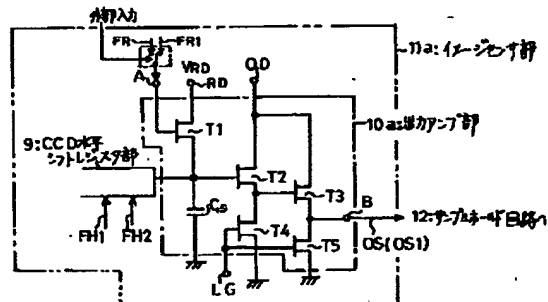 外部入力
FR FR1
11a:イメージセンサ部
A
VRD
RD
OD
T1
10a:出力アンプ部
9:CCD水平
シフトレジスタ部
T2
T3
B
12:サンプルホールド回路へ
Cs
T4
T5
OS(OS1)
FH1 FH2
LG